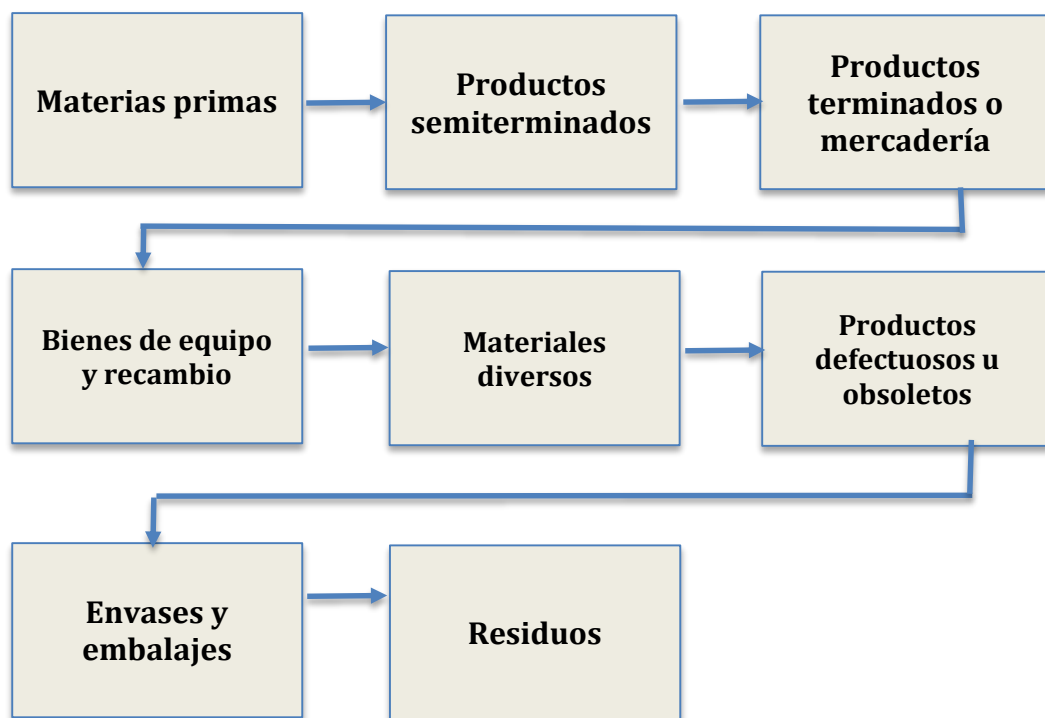 Materias primas
Productos
semiterminados
Productos
terminados o
mercadería
Bienes de equipo
y recambio
Materiales
diversos
Productos
defectuosos u
obsoletos
Envases y
embalajes
Residuos